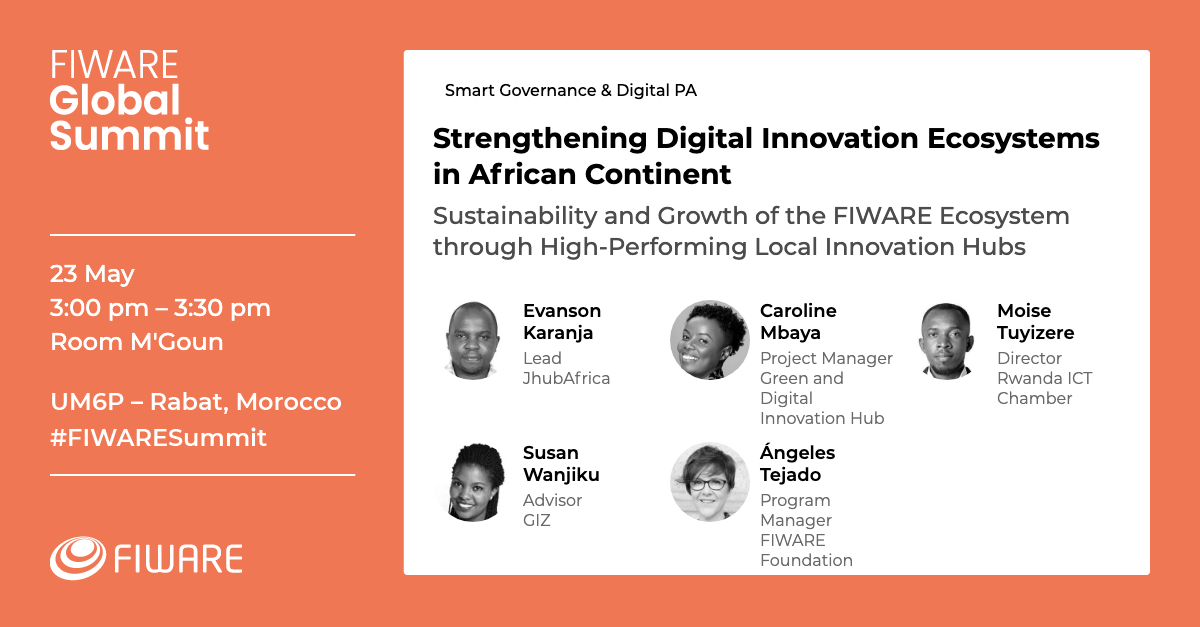 FIWARE
Global
Summit
23 May
3:00 pm – 3:30 pm
Room M'Goun
UM6P – Rabat, Morocco
#FIWARESummit
FIWARE
Smart Governance & Digital PA
Strengthening Digital Innovation Ecosystems
in African Continent
Sustainability and Growth of the FIWARE Ecosystem
through High-Performing Local Innovation Hubs
Evanson
Karanja
Lead
JhubAfrica
Caroline
Mbaya
Project Manager
Green and
Digital
Innovation Hub
Moise
Tuyizere
Director
Rwanda ICT
Chamber
Susan
Wanjiku
Advisor
GIZ
Ángeles
Tejado
Program
Manager
FIWARE
Foundation